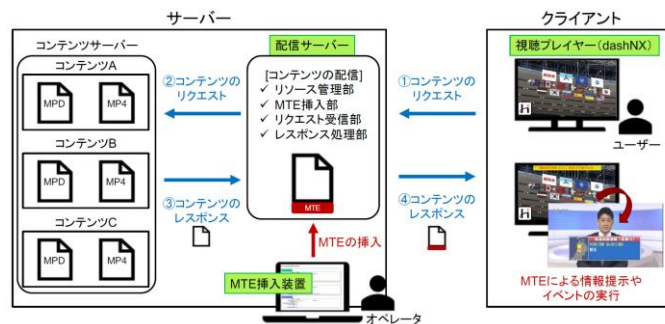 サーバー
コンテンツサーバー
コンテンツA
MPD
MP4
コンテンツB
MPD
MP4
コンテンツC
MPD
MP4
②コンテンツの
リクエスト
③コンテンツの
レスポンス
配信サーバー
[コンテンツの配信]
✓ リソース管理部
✓ MTE挿入部
✓ リクエスト受信部
✓ レスポンス処理部
MTE
MTEの挿入
MTE挿入装置
オペレータ
①コンテンツの
リクエスト
④コンテンツの
レスポンス
クライアント
視聴プレイヤー(dashNX)
ユーザー
MTEによる情報提示や
イベントの実行